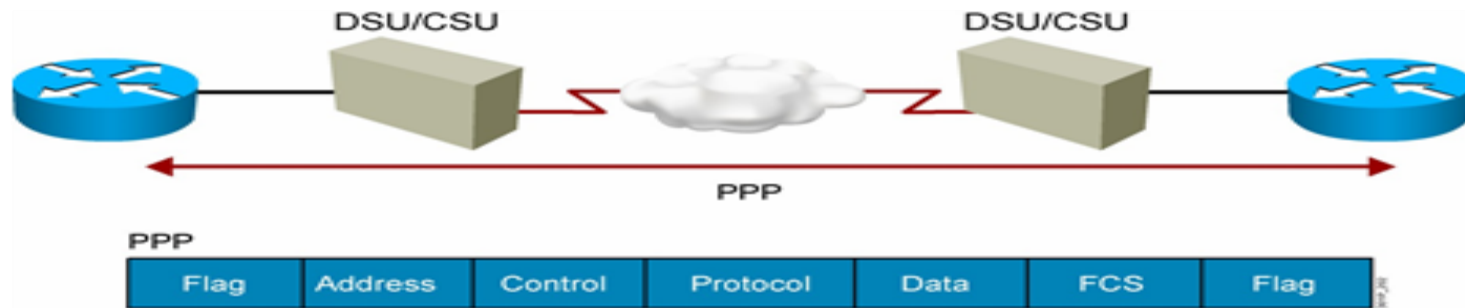 DSU/CSU DSU/CSU
PPP
PPP
Flag Address Control Protocol Data FCS Flag